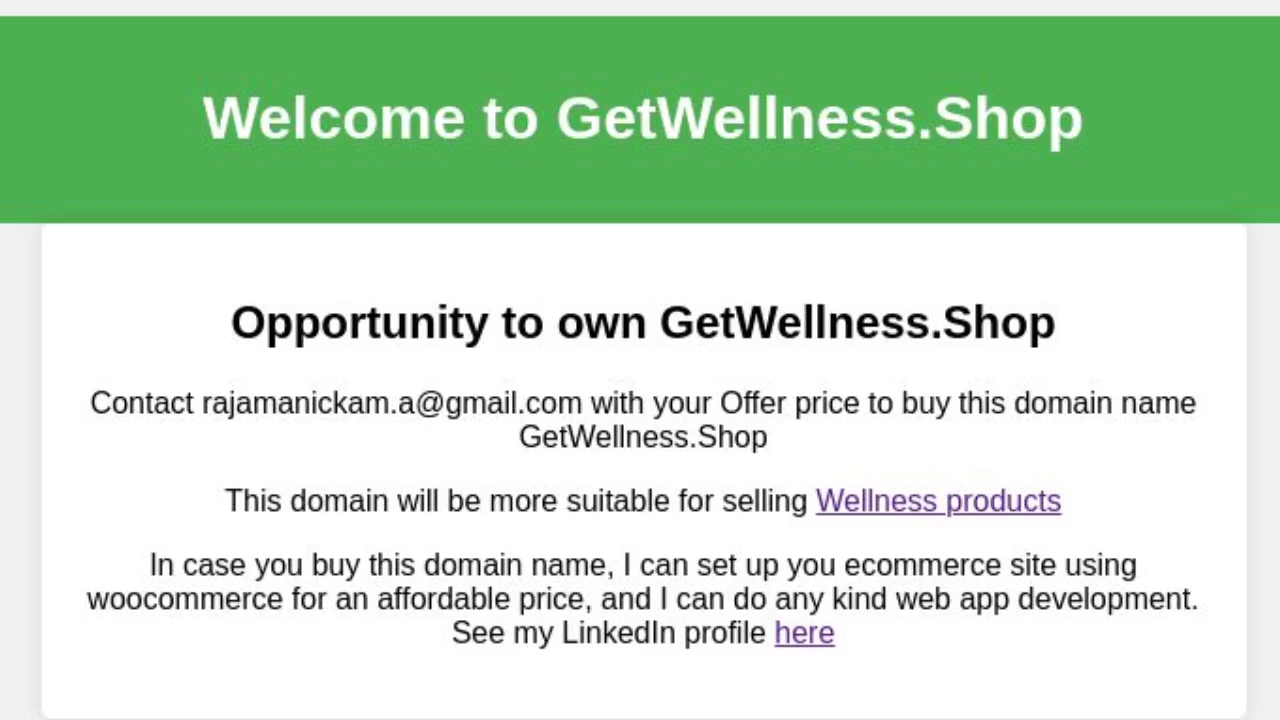 Welcome to GetWellness.Shop
Opportunity to own GetWellness.Shop
Contact rajamanickam.a@gmail.com with your Offer price to buy this domain name
GetWellness.Shop
This domain will be more suitable for selling Wellness products
In case you buy this domain name, I can set up you ecommerce site using
woocommerce for an affordable price, and I can do any kind web app development.
See my LinkedIn profile here